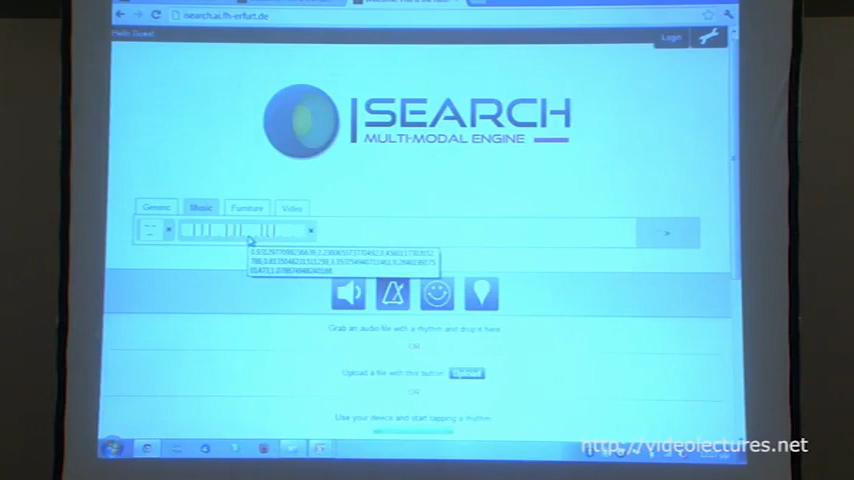 isearch.ai.fh-erfurt.de
Hello Guest
Login
ISEARCH
MULTI-MODAL ENGINE
Generic
Music
Furniture
Video
>
Grab an audio file with a rhythm and drop it here
OR
Upload a file with this button
Upload
OR
Use your device and start tapping a rhythm
http://videolectures.net